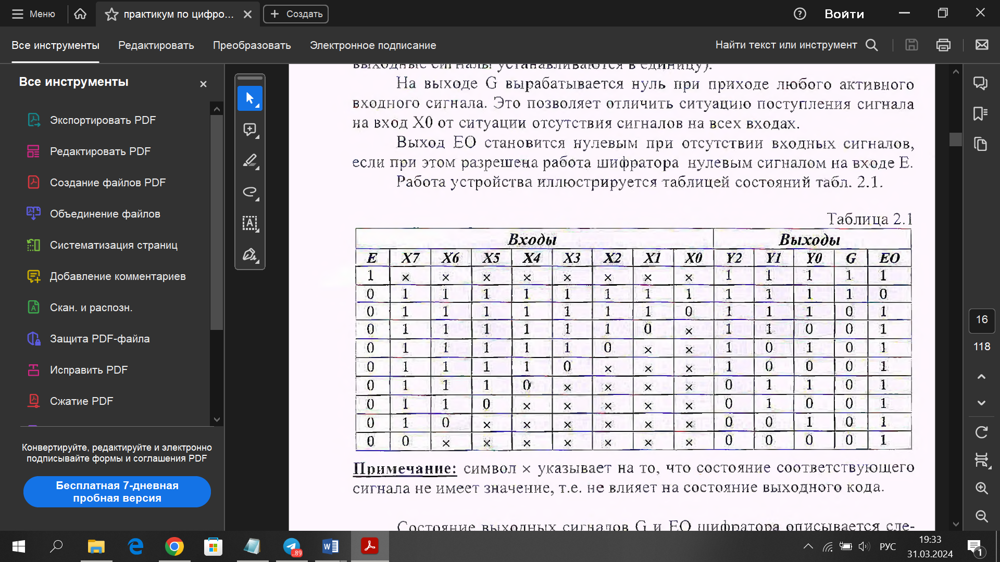 Меню
практикум по цифро...
Создать
Войти
Все инструменты
Редактировать
Преобразовать
Электронное подписание
Найти текст или инструмент
Все инструменты
Экспортировать PDF
Редактировать PDF
Создание файлов PDF
Объединение файлов
Систематизация страниц
Добавление комментариев
Скан. и распозн.
Защита PDF-файла
Исправить PDF
Сжатие PDF
Конвертируйте, редактируйте и электронно
подписывайте формы и соглашения PDF
Бесплатная 7-дневная
пробная версия
выходные сигналы устанавливаются в единицу).
На выходе G вырабатывается нуль при приходе любого активного
входного сигнала. Это позволяет отличить ситуацию поступления сигнала
на вход X0 от ситуации отсутствия сигналов на всех входах.
Выход EO становится нулевым при отсутствии входных сигналов,
если при этом разрешена работа шифратора нулевым сигналом на входе E.
Работа устройства иллюстрируется таблицей состояний табл. 2.1.
Таблица 2.1
Входы Выходы
E X7 X6 X5 X4 X3 X2 X1 X0 Y2 Y1 Y0 G EO
1 × × × × × × × × 1 1 1 1 1
0 1 1 1 1 1 1 1 1 1 1 1 1 0
0 1 1 1 1 1 1 1 0 1 1 1 0 1
0 1 1 1 1 1 1 0 × 1 1 0 0 1
0 1 1 1 1 1 0 × × 1 0 1 0 1
0 1 1 1 1 0 × × × 1 0 0 0 1
0 1 1 1 0 × × × × 0 1 1 0 1
0 1 1 0 × × × × × 0 1 0 0 1
0 1 0 × × × × × × 0 0 1 0 1
0 0 × × × × × × × 0 0 0 0 1
Примечание: символ × указывает на то, что состояние соответствующего
сигнала не имеет значение, т.е. не влияет на состояние выходного кода.
Состояние выходных сигналов G и EO шифратора описывается сле-
16
118
..89
РУС
19:33
31.03.2024
1